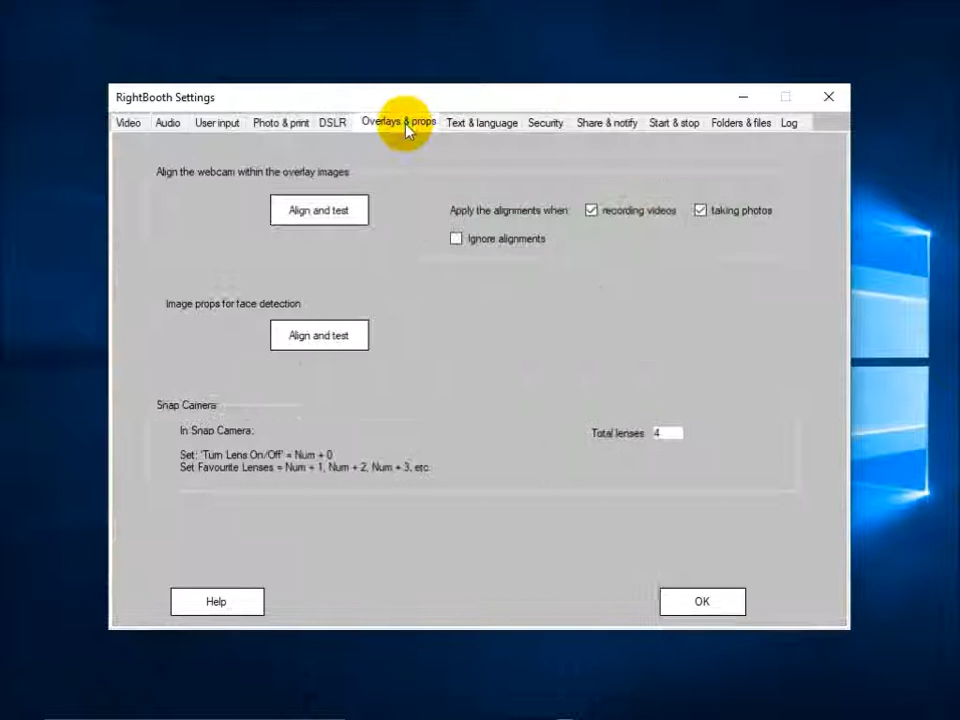 RightBooth Settings
Video Audio User input Photo & print DSLR Overlays & props Text & language Security Share & notify Start & stop Folders & files Log
Align the webcam within the overlay images
Align and test
Apply the alignments when: recording videos taking photos
Ignore alignments
Image props for face detection
Align and test
Snap Camera
In Snap Camera:
Total lenses 4
Set: 'Turn Lens On/Off' = Num + 0
Set Favourite Lenses = Num + 1, Num + 2, Num + 3, etc.
Help OK